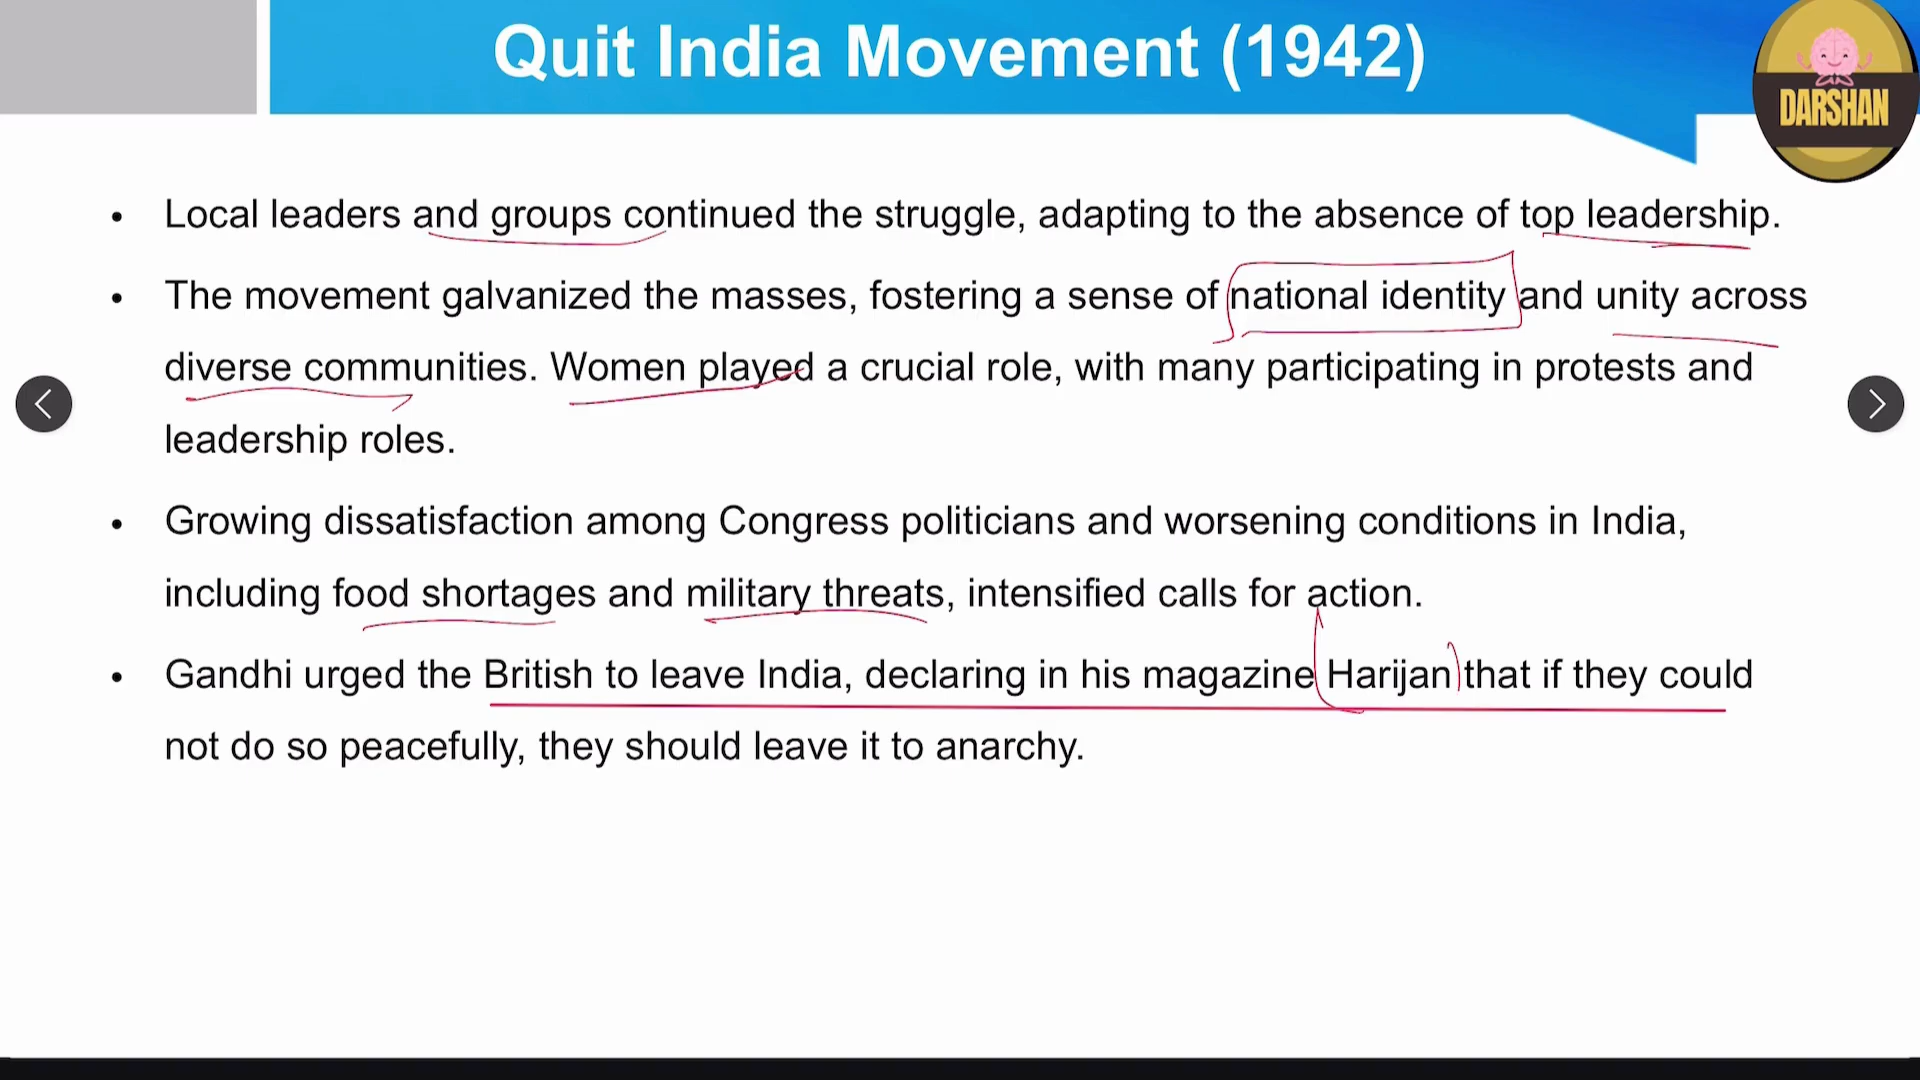 Quit India Movement (1942)
DARSHAN
• Local leaders and groups continued the struggle, adapting to the absence of top leadership.
• The movement galvanized the masses, fostering a sense of national identity and unity across
diverse communities. Women played a crucial role, with many participating in protests and
leadership roles.
• Growing dissatisfaction among Congress politicians and worsening conditions in India,
including food shortages and military threats, intensified calls for action.
• Gandhi urged the British to leave India, declaring in his magazine Harijan that if they could
not do so peacefully, they should leave it to anarchy.